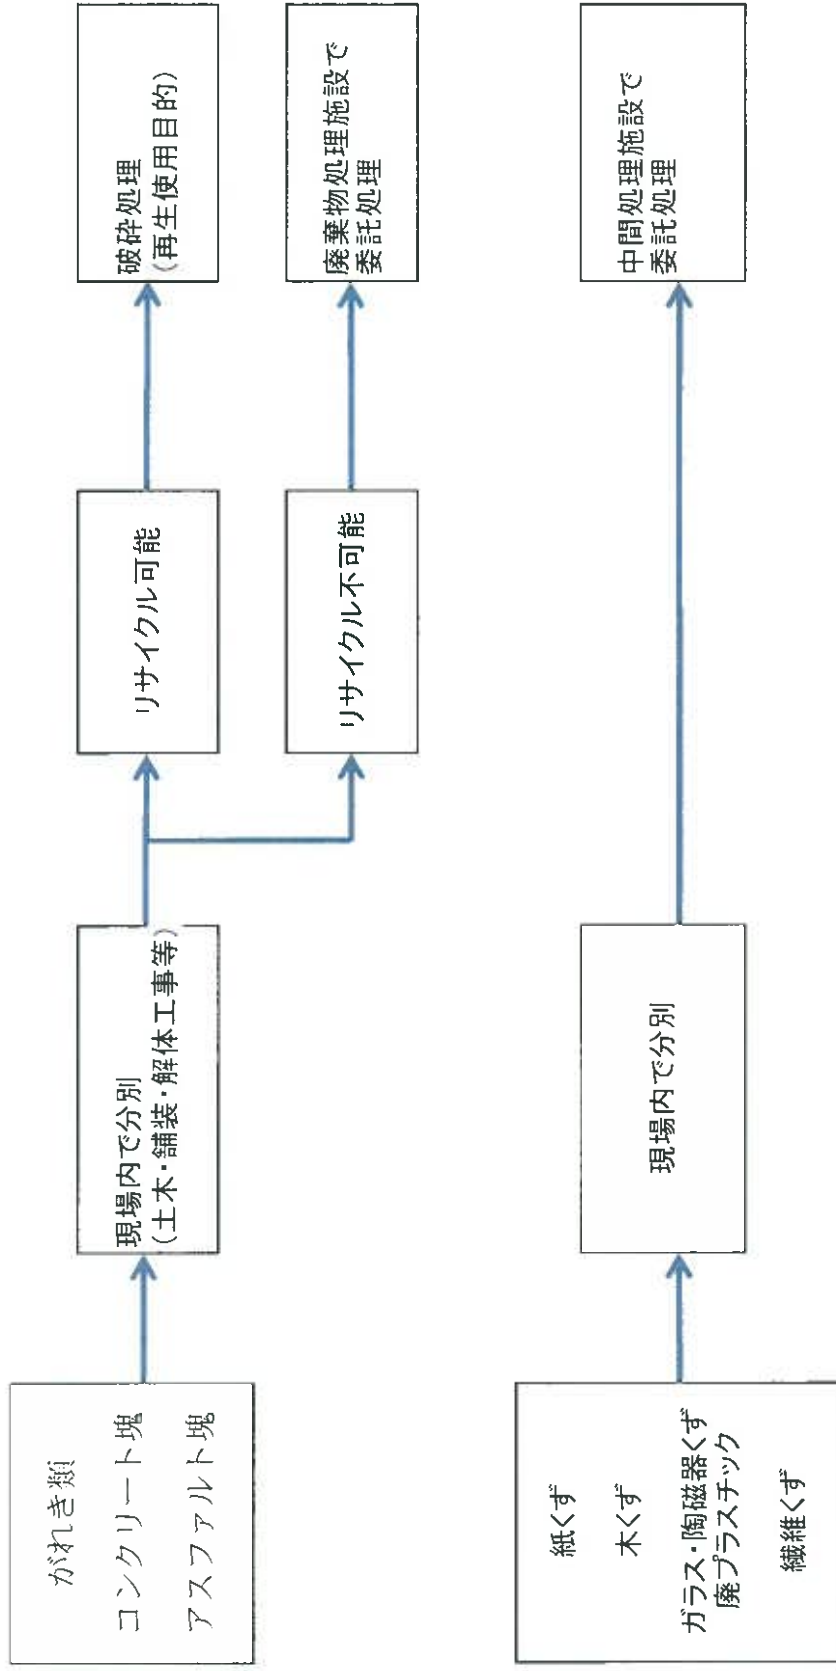 がれき類
コンクリート塊
アスファルト塊
現場内で分別
(土木・舗装・解体工事等)
リサイクル可能
破砕処理
(再生使用目的)
リサイクル不可能
廃棄物処理施設で
委託処理
紙くず
木くず
ガラス・陶磁器くず
廃プラスチック
繊維くず
現場内で分別
中間処理施設で
委託処理